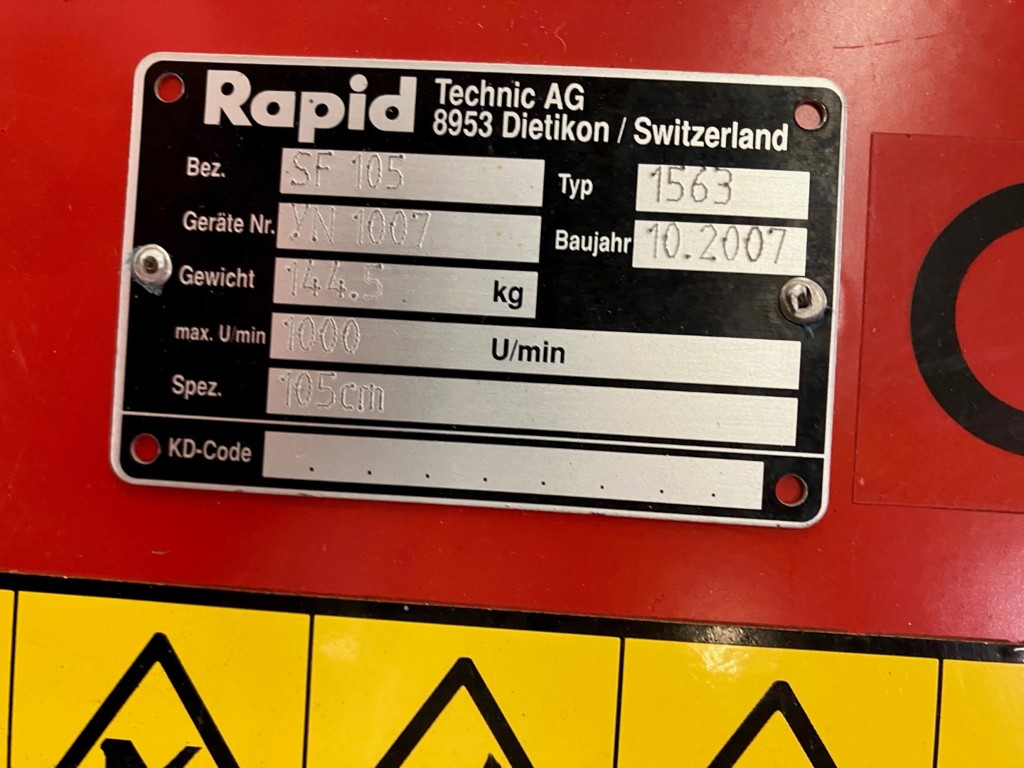 Rapid Technic AG
8953 Dietikon / Switzerland
Bez. SF 105 Typ 1563
Geräte Nr. YN 1007 Baujahr 10.2007
Gewicht 144.5 kg
max. U/min 1000 U/min
Spez. 105cm
KD-Code . . . . . . . .